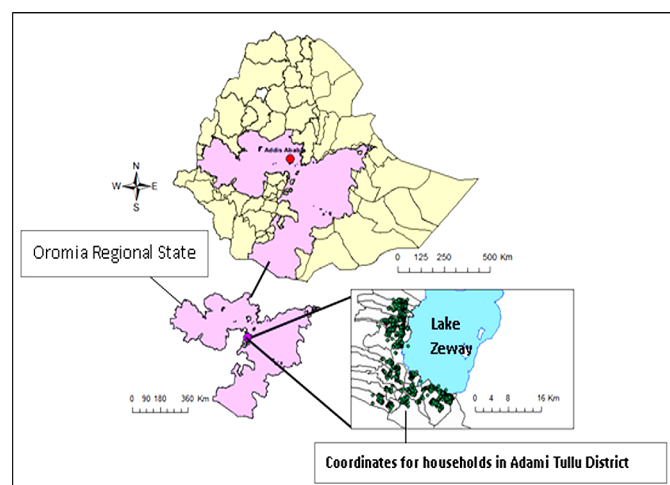 Addis Ababa
N
W E
S
Oromia Regional State
0 125 250 500 Km
Lake
Zeway
0 90 180 360 Km
0 4 8 16 Km
Coordinates for households in Adami Tullu District